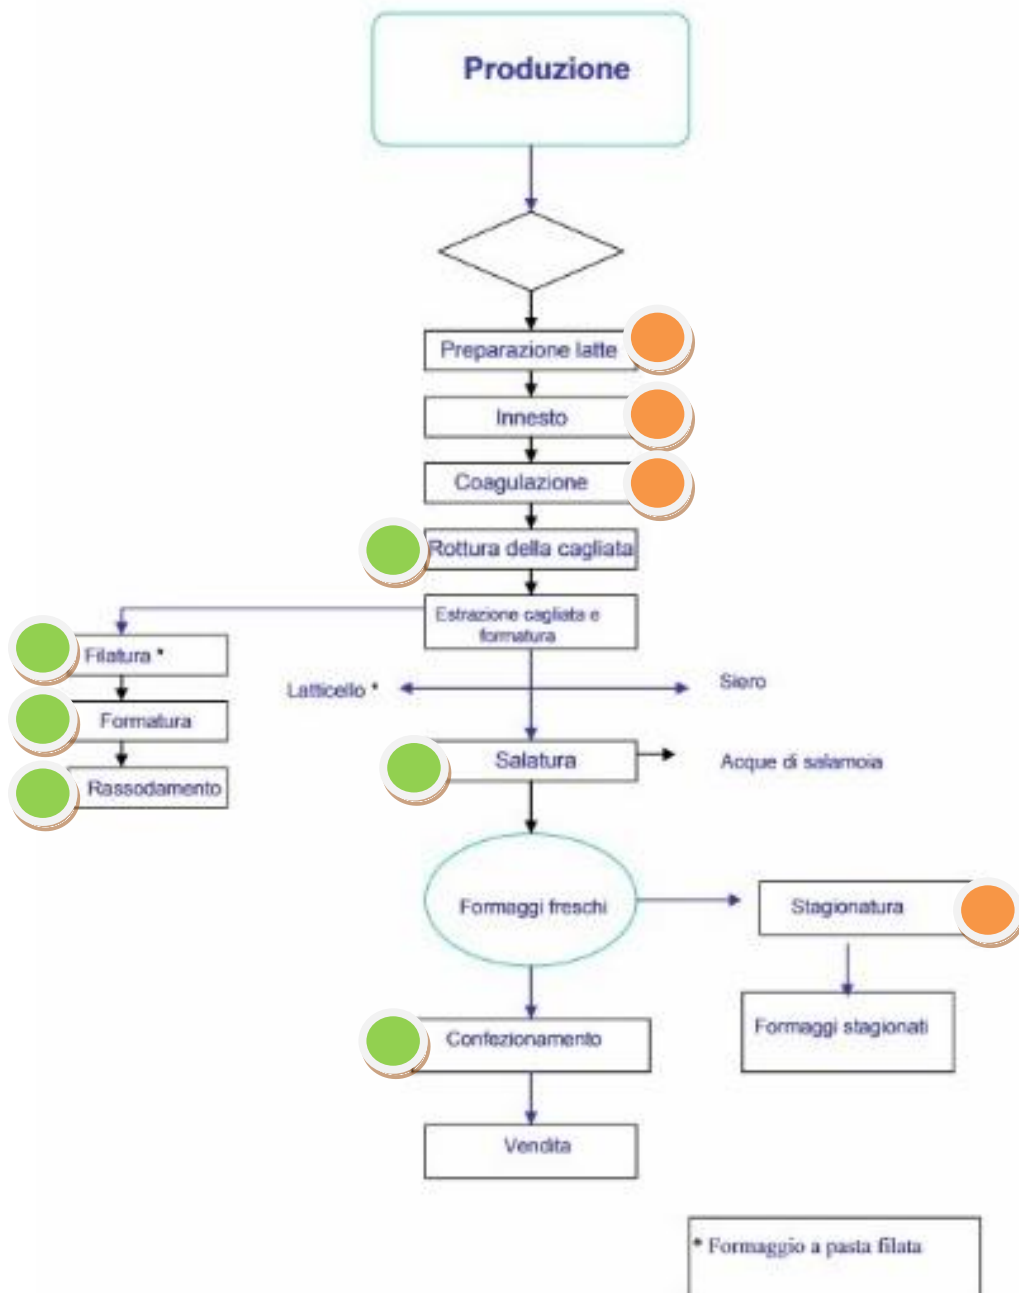 Produzione
Preparazione latte
Innesto
Coagulazione
Rottura della cagliata
Estrazione cagliata e
formatura
Filatura *
Latticello *
Siero
Formatura
Salatura
Acque di salamoia
Rassodamento
Formaggi freschi
Stagionatura
Formaggi stagionati
Confezionamento
Vendita
* Formaggio a pasta filata